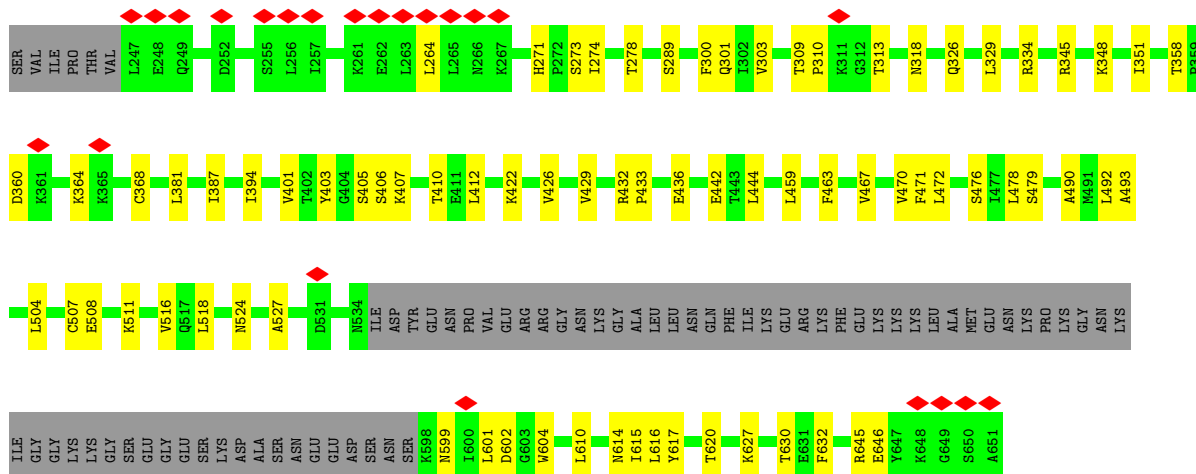 SER VAL ILE PRO THR VAL L247 E248 Q249 D252 S255 L256 I257 K261 E262 L263 L264 L265 N266 K267 H271 P272 S273 I274 T278 S289 F300 Q301 I302 V303 T309 P310 K311 G312 T313 N318 Q326 L329 R334 R345 K348 I351 T358 P359
D360 K361 K364 K365 C368 L381 I387 I394 V401 T402 Y403 G404 S405 S406 K407 T410 E411 L412 K422 V426 V429 R432 P433 E436 E442 T443 L444 L459 F463 V467 V470 F471 L472 S476 I477 L478 S479 A490 M491 L492 A493
L504 C507 E508 K511 V516 Q517 L518 N524 A527 D531 N534 ILE ASP TYR GLU ASN PRO VAL GLU ARG ARG GLY ASN LYS GLY ALA LEU LEU ASN GLN PHE ILE LYS GLU ARG LYS PHE GLU LYS LYS LYS LEU ALA MET GLU ASN LYS PRO LYS GLY ASN LYS
ILE GLY GLY LYS LYS GLY SER GLU GLY GLU SER LYS ASP ALA SER ASN GLU GLU ASP SER ASN SER K598 N599 I600 L601 D602 G603 W604 L610 N614 I615 L616 Y617 T620 K627 T630 E631 F632 R645 E646 Y647 K648 G649 S650 A651